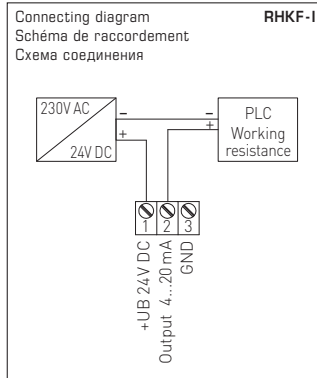 Connecting diagram RHKF-I
Schéma de raccordement
Схема соединения
230V AC
24V DC
–
+
–
+
PLC
Working
resistance
1 2 3
+UB 24V DC
Output 4...20 mA
GND